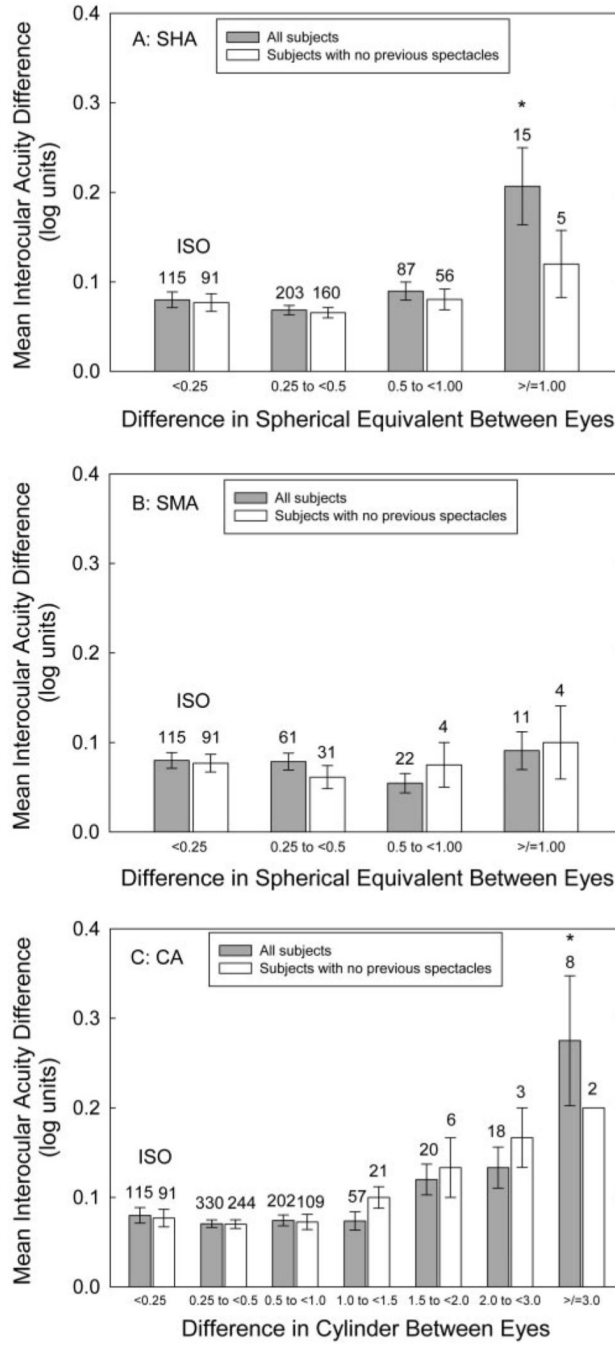 0.4
A: SHA
All subjects
Subjects with no previous spectacles
0.3
*
15
0.2
5
ISO
115 91
203 160
87 56
0.1
0.0
<0.25
0.25 to <0.5
0.5 to <1.00
>/=1.00
Mean Interocular Acuity Difference
(log units)
Difference in Spherical Equivalent Between Eyes
0.4
B: SMA
All subjects
Subjects with no previous spectacles
0.3
0.2
ISO
115 91
61 31
22 4
11 4
0.1
0.0
<0.25
0.25 to <0.5
0.5 to <1.00
>/=1.00
Mean Interocular Acuity Difference
(log units)
Difference in Spherical Equivalent Between Eyes
0.4
C: CA
All subjects
Subjects with no previous spectacles
*
8
0.3
2
0.2
ISO
115 91
330 244
202 109
57 21
20 6
18 3
0.1
0.0
<0.25
0.25 to <0.5
0.5 to <1.0
1.0 to <1.5
1.5 to <2.0
2.0 to <3.0
>/=3.0
Mean Interocular Acuity Difference
(log units)
Difference in Cylinder Between Eyes